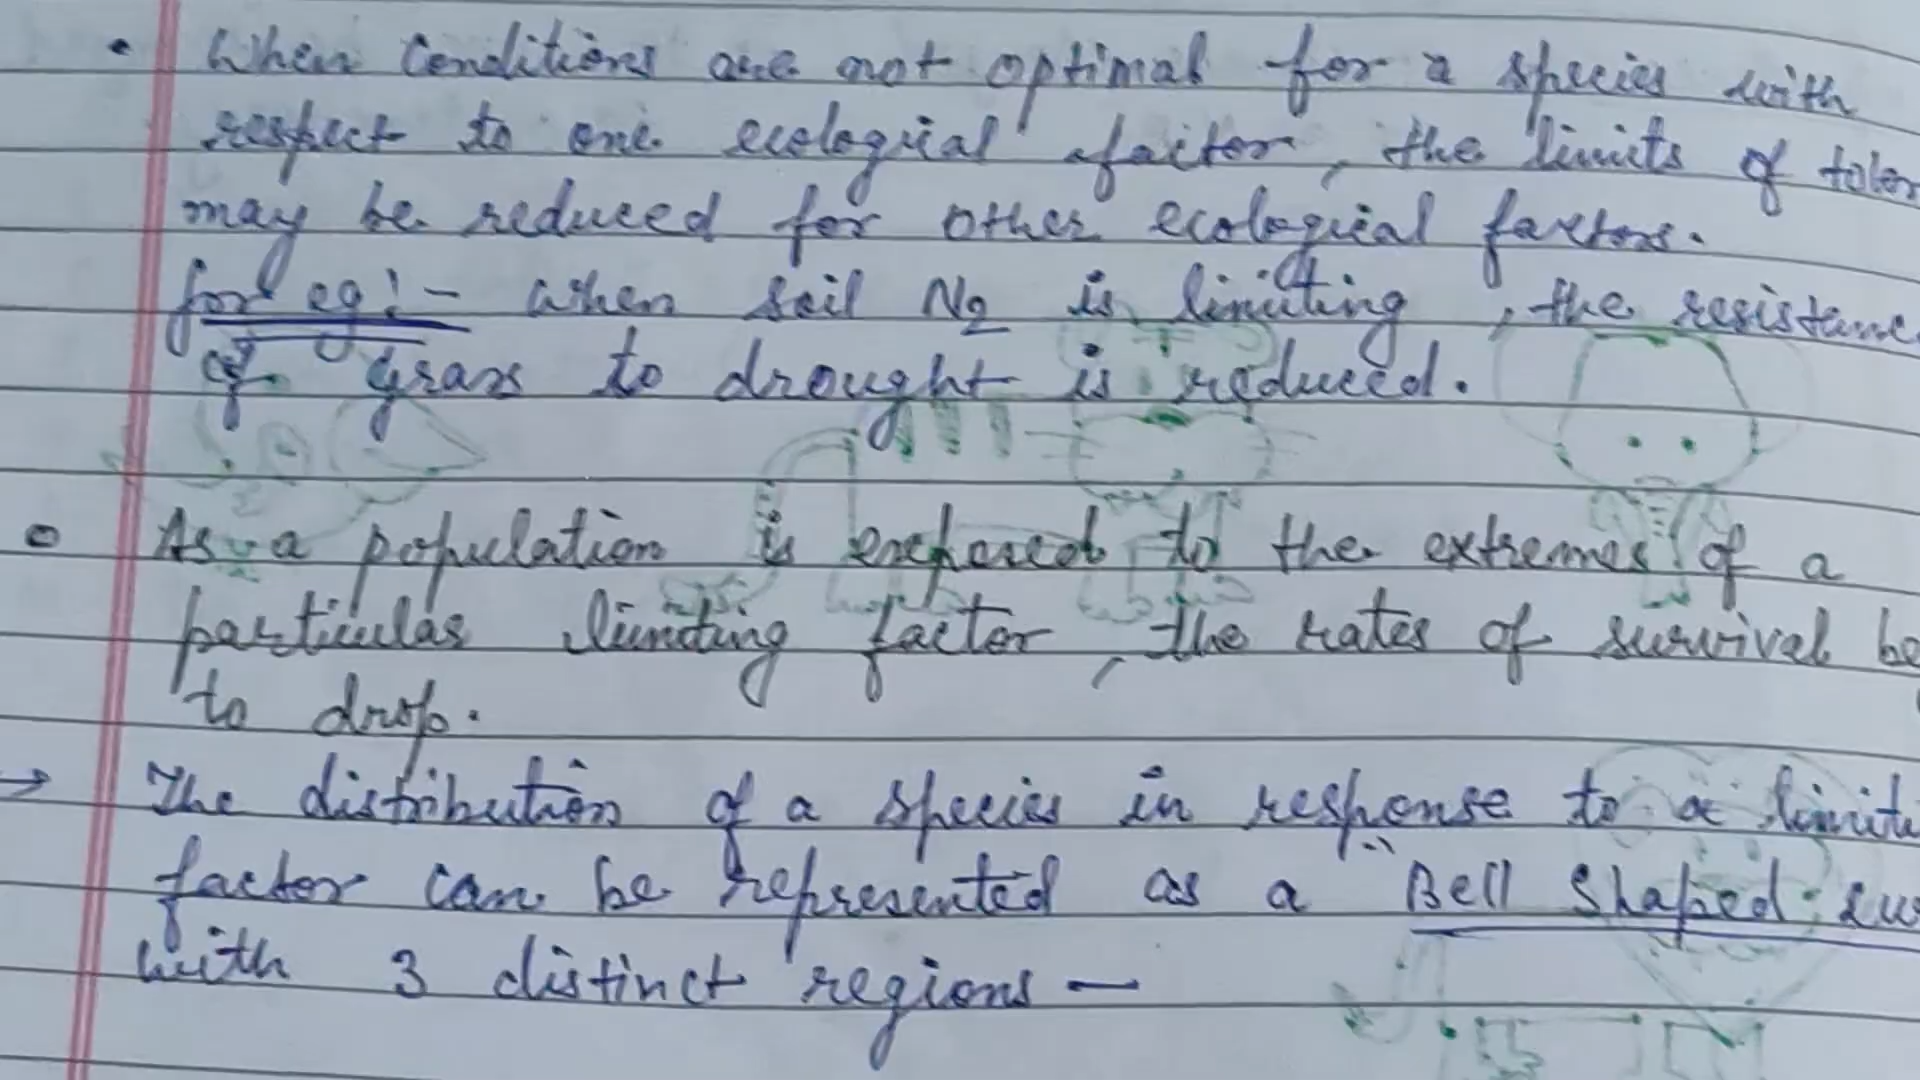 • When conditions are not optimal for a species with
respect to one ecological factor, the limits of toler
may be reduced for other ecological factors.
for eg:- when soil N2 is limiting, the resistance
of grass to drought is reduced.
• As a population is exposed to the extremes of a
particular limiting factor, the rates of survival be
to drop.
→ The distribution of a species in response to a limiti
factor can be represented as a "Bell shaped cur
with 3 distinct regions —